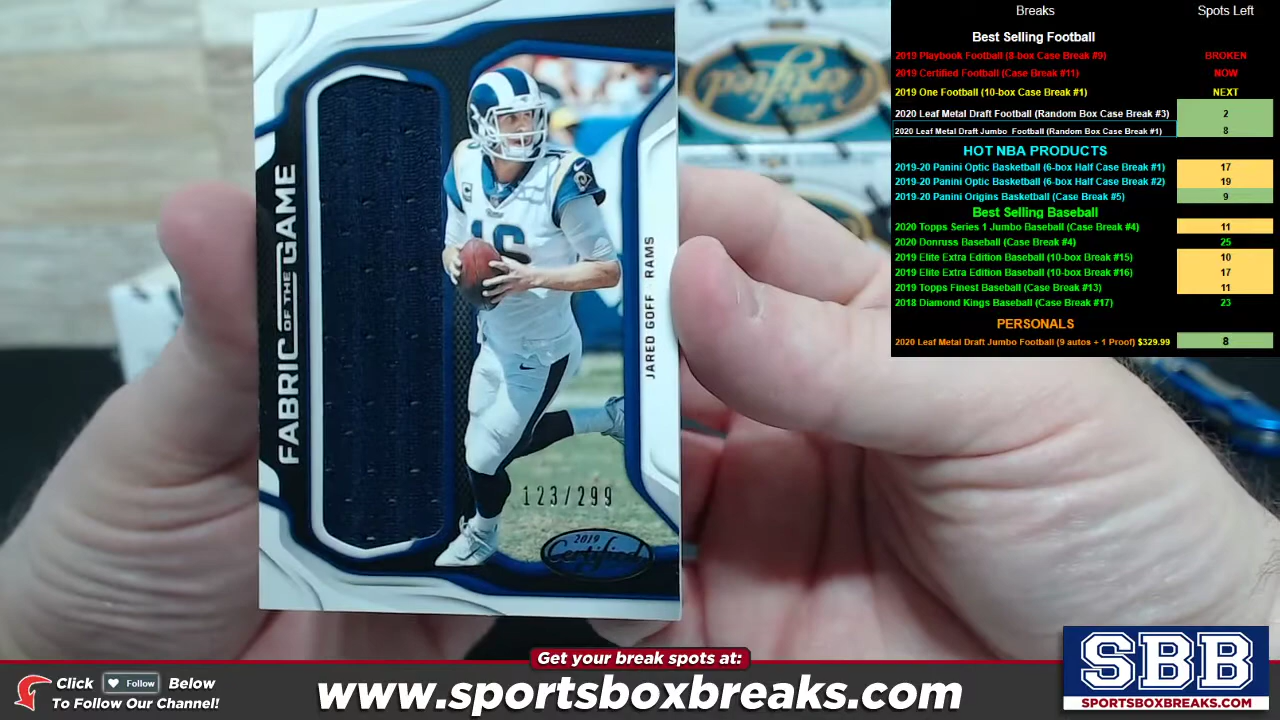 Breaks Spots Left
Best Selling Football
2019 Playbook Football (8-box Case Break #9) BROKEN
2019 Certified Football (Case Break #11) NOW
2019 One Football (10-box Case Break #1) NEXT
2020 Leaf Metal Draft Football (Random Box Case Break #3) 2
2020 Leaf Metal Draft Jumbo Football (Random Box Case Break #1) 8
HOT NBA PRODUCTS
2019-20 Panini Optic Basketball (6-box Half Case Break #1) 17
2019-20 Panini Optic Basketball (6-box Half Case Break #2) 19
2019-20 Panini Origins Basketball (Case Break #5) 9
Best Selling Baseball
2020 Topps Series 1 Jumbo Baseball (Case Break #4) 11
2020 Donruss Baseball (Case Break #4) 25
2019 Elite Extra Edition Baseball (10-box Break #15) 10
2019 Elite Extra Edition Baseball (10-box Break #16) 17
2019 Topps Finest Baseball (Case Break #13) 11
2018 Diamond Kings Baseball (Case Break #17) 23
PERSONALS
2020 Leaf Metal Draft Jumbo Football (9 autos + 1 Proof) $329.99 8
Certified
FABRIC OF THE GAME
16
JARED GOFF · RAMS
123/299
2019
Certified
Get your break spots at:
Click Follow Below
To Follow Our Channel!
www.sportsboxbreaks.com
SBB
SPORTSBOXBREAKS.COM